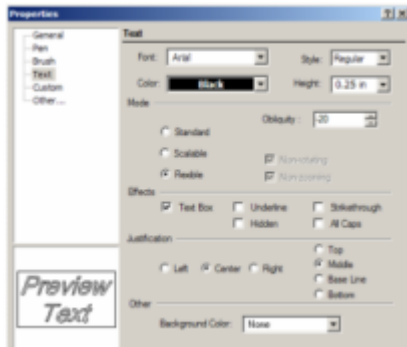 Properties
General
Pen
Brush
Text
Custom
Other...
Text
Font: Arial Style: Regular
Color: Black Height: 0.25 in
Mode
Obliquity: -20
Standard
Scalable Non-rotating
Flexible Non-zooming
Effects
Text Box Underline Strikethrough
Hidden All Caps
Justification
Left Center Right
Top
Middle
Base Line
Bottom
Other
Background Color: None
Preview
Text